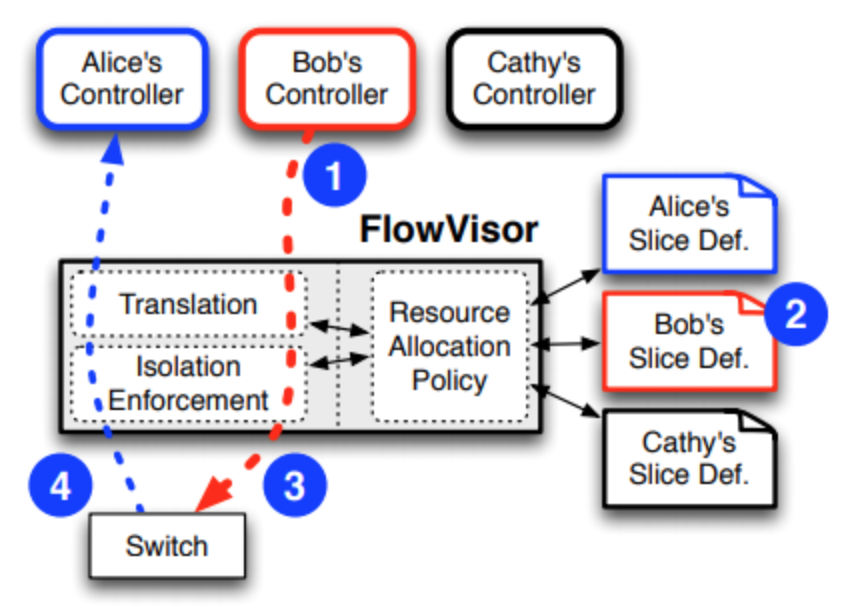 Alice's
Controller
Bob's
Controller
Cathy's
Controller
1
FlowVisor
Alice's
Slice Def.
Translation
Isolation
Enforcement
Resource
Allocation
Policy
Bob's
Slice Def.
2
Cathy's
Slice Def.
4
3
Switch